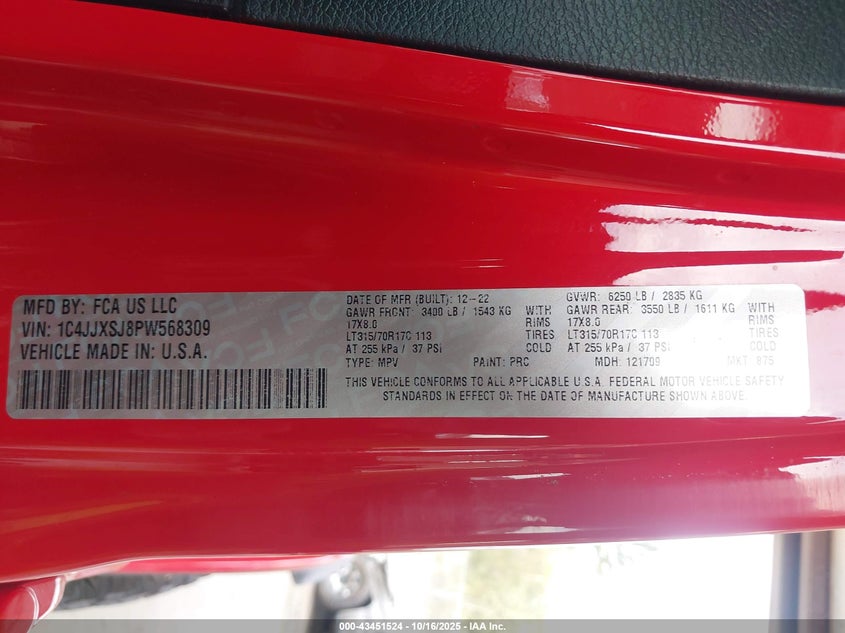 MFD BY: FCA US LLC
VIN: 1C4JJXSJ8PW568309
VEHICLE MADE IN: U.S.A.
DATE OF MFR (BUILT): 12-22 GVWR: 6250 LB / 2835 KG
GAWR FRONT: 3400 LB / 1543 KG WITH GAWR REAR: 3550 LB / 1611 KG WITH
17X8.0 RIMS 17X8.0 RIMS
LT315/70R17C 113 TIRES LT315/70R17C 113 TIRES
AT 255 kPa / 37 PSI COLD AT 255 kPa / 37 PSI COLD
TYPE: MPV PAINT: PRC MDH: 121709 MKT: 875
THIS VEHICLE CONFORMS TO ALL APPLICABLE U.S.A. FEDERAL MOTOR VEHICLE SAFETY
STANDARDS IN EFFECT ON THE DATE OF MANUFACTURE SHOWN ABOVE.
000-43451524 - 10/16/2025 - IAA Inc.